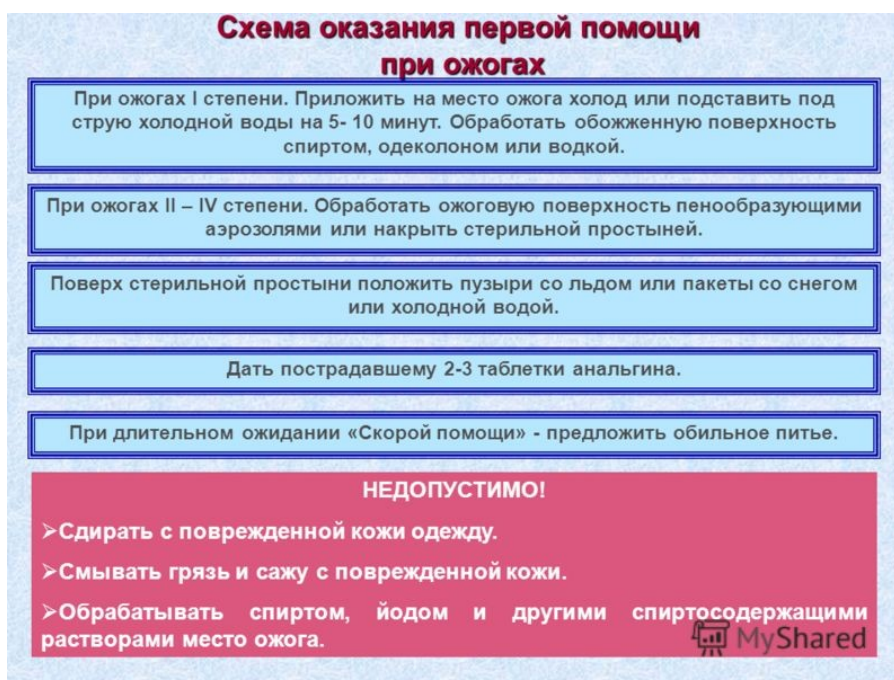 Схема оказания первой помощи
при ожогах
При ожогах I степени. Приложить на место ожога холод или подставить под
струю холодной воды на 5- 10 минут. Обработать обожженную поверхность
спиртом, одеколоном или водкой.
При ожогах II – IV степени. Обработать ожоговую поверхность пенообразующими
аэрозолями или накрыть стерильной простыней.
Поверх стерильной простыни положить пузыри со льдом или пакеты со снегом
или холодной водой.
Дать пострадавшему 2-3 таблетки анальгина.
При длительном ожидании «Скорой помощи» - предложить обильное питье.
НЕДОПУСТИМО!
➢Сдирать с поврежденной кожи одежду.
➢Смывать грязь и сажу с поврежденной кожи.
➢Обрабатывать спиртом, йодом и другими спиртосодержащими
растворами место ожога.
MyShared